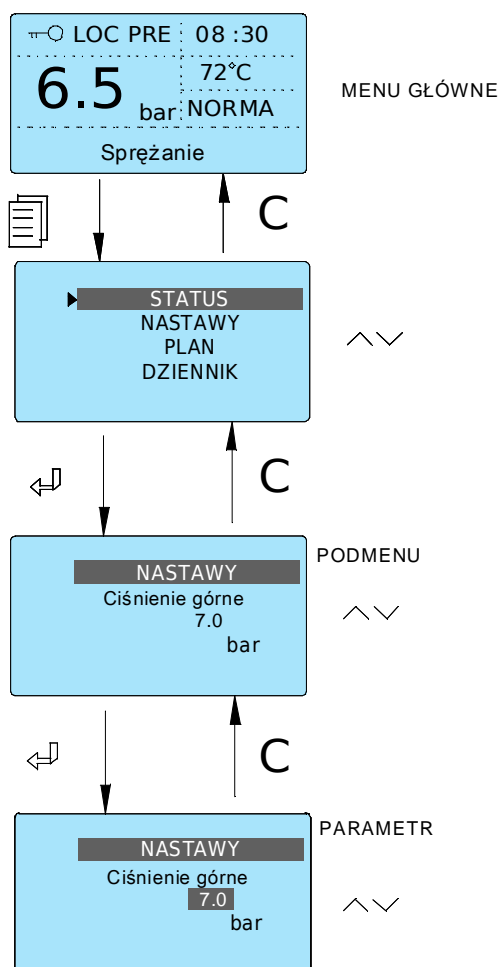 LOC PRE 08 :30
6.5 bar
72°C
NORMA
Sprężanie
MENU GŁÓWNE
C
STATUS
NASTAWY
PLAN
DZIENNIK
C
PODMENU
NASTAWY
Ciśnienie górne
7.0
bar
C
PARAMETR
NASTAWY
Ciśnienie górne
7.0
bar